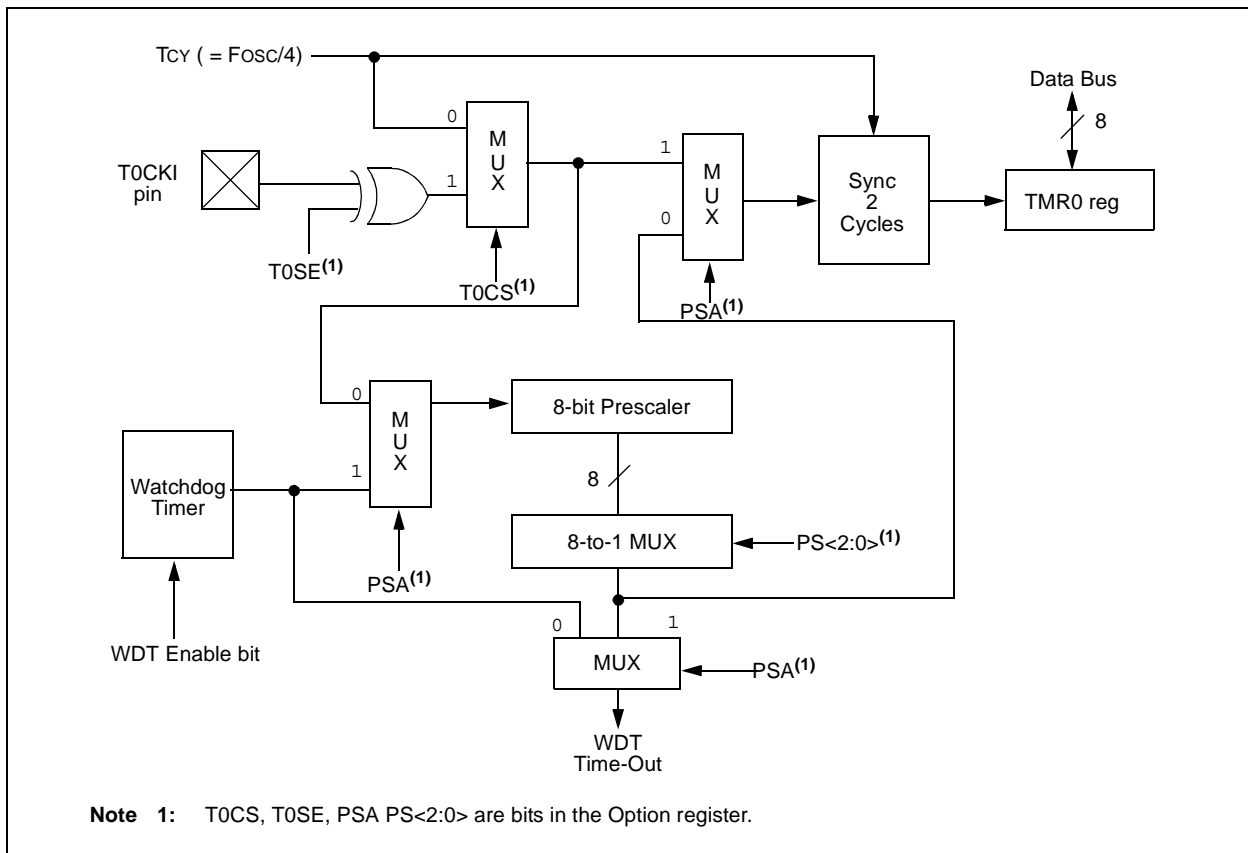 TCY ( = FOSC/4)
Data Bus
8
0
M
U
X
1
T0CKI
pin
T0SE(1)
T0CS(1)
1
M
U
X
0
PSA(1)
Sync
2
Cycles
TMR0 reg
0
M
U
X
1
8-bit Prescaler
Watchdog
Timer
8
8-to-1 MUX
PS<2:0>(1)
PSA(1)
WDT Enable bit
0
1
MUX
PSA(1)
WDT
Time-Out
Note 1: T0CS, T0SE, PSA PS<2:0> are bits in the Option register.